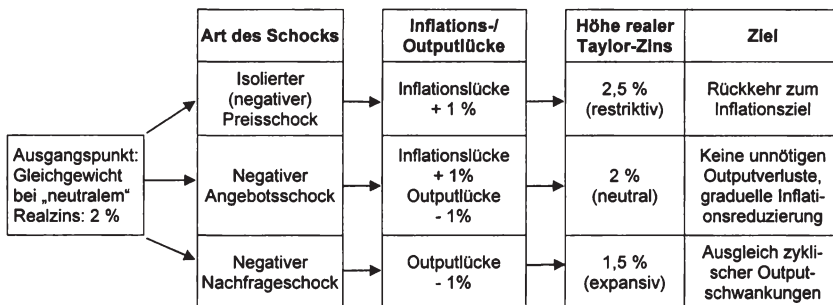 Art des Schocks
Inflations-/
Outputlücke
Höhe realer
Taylor-Zins
Ziel
Ausgangspunkt:
Gleichgewicht
bei „neutralem“
Realzins: 2 %
Isolierter
(negativer)
Preisschock
Inflationslücke
+ 1 %
2,5 %
(restriktiv)
Rückkehr zum
Inflationsziel
Negativer
Angebotsschock
Inflationslücke
+ 1%
Outputlücke
- 1%
2 %
(neutral)
Keine unnötigen
Outputverluste,
graduelle Inflati-
onsreduzierung
Negativer
Nachfrageschock
Outputlücke
- 1%
1,5 %
(expansiv)
Ausgleich zykli-
scher Output-
schwankungen